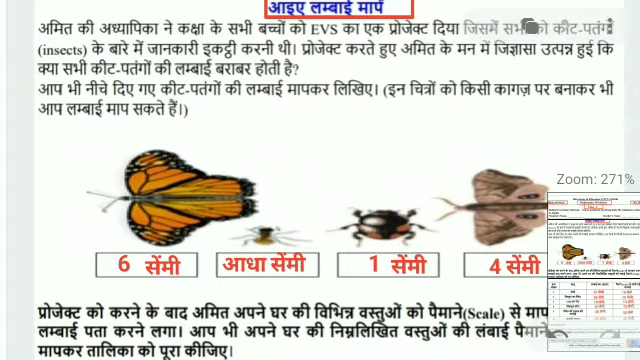 आइए लम्बाई मापें
अमित की अध्यापिका ने कक्षा के सभी बच्चों को EVS का एक प्रोजेक्ट दिया जिसमें सभी को कीट-पतंगों
(insects) के बारे में जानकारी इकट्ठी करनी थी। प्रोजेक्ट करते हुए अमित के मन में जिज्ञासा उत्पन्न हुई कि
क्या सभी कीट-पतंगों की लम्बाई बराबर होती है?
आप भी नीचे दिए गए कीट-पतंगों की लम्बाई मापकर लिखिए। (इन चित्रों को किसी कागज़ पर बनाकर भी
आप लम्बाई माप सकते हैं।)
Zoom: 271%
6 सेंमी
आधा सेंमी
1 सेंमी
4 सेंमी
प्रोजेक्ट को करने के बाद अमित अपने घर की विभिन्न वस्तुओं को पैमाने(Scale) से माप
लम्बाई पता करने लगा। आप भी अपने घर की निम्नलिखित वस्तुओं की लंबाई पैमाने
मापकर तालिका को पूरा कीजिए।